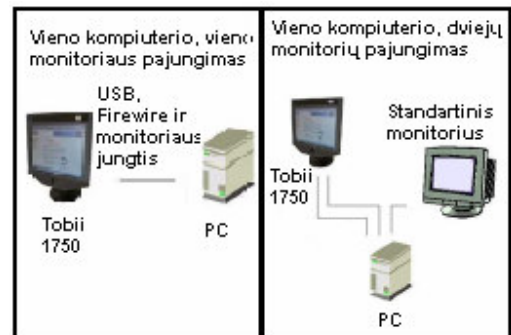 Vieno kompiuterio, vieno
monitoriaus pajungimas
USB,
Firewire ir
monitoriaus
jungtis
Tobii
1750
PC
Vieno kompiuterio, dviejų
monitorių pajungimas
Standartinis
monitorius
Tobii
1750
PC